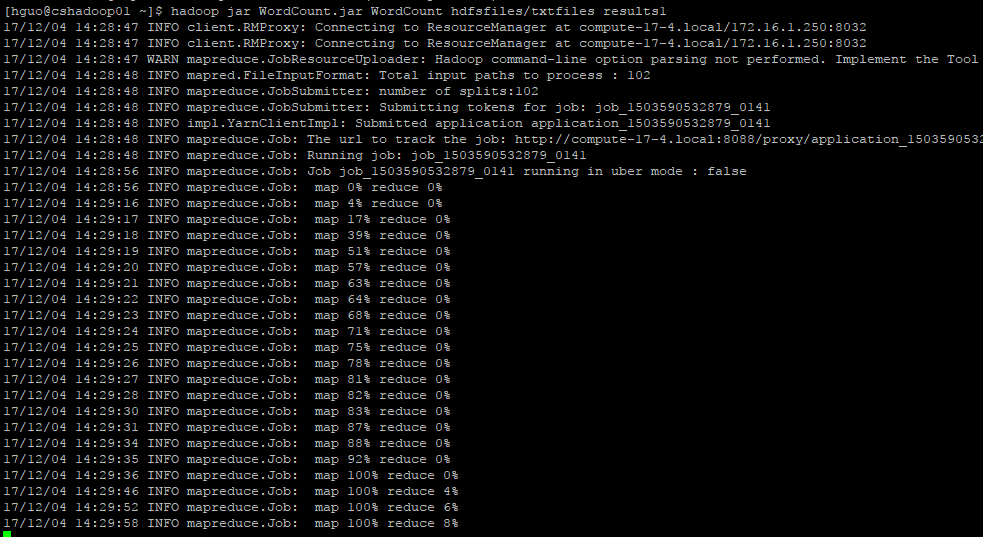 [hguo@cshadoop01 ~]$ hadoop jar WordCount.jar WordCount hdfsfiles/txtfiles results1
17/12/04 14:28:47 INFO client.RMProxy: Connecting to ResourceManager at compute-17-4.local/172.16.1.250:8032
17/12/04 14:28:47 INFO client.RMProxy: Connecting to ResourceManager at compute-17-4.local/172.16.1.250:8032
17/12/04 14:28:47 WARN mapreduce.JobResourceUploader: Hadoop command-line option parsing not performed. Implement the Tool
17/12/04 14:28:48 INFO mapred.FileInputFormat: Total input paths to process : 102
17/12/04 14:28:48 INFO mapreduce.JobSubmitter: number of splits:102
17/12/04 14:28:48 INFO mapreduce.JobSubmitter: Submitting tokens for job: job_1503590532879_0141
17/12/04 14:28:48 INFO impl.YarnClientImpl: Submitted application application_1503590532879_0141
17/12/04 14:28:48 INFO mapreduce.Job: The url to track the job: http://compute-17-4.local:8088/proxy/application_1503590532
17/12/04 14:28:48 INFO mapreduce.Job: Running job: job_1503590532879_0141
17/12/04 14:28:56 INFO mapreduce.Job: Job job_1503590532879_0141 running in uber mode : false
17/12/04 14:28:56 INFO mapreduce.Job:  map 0% reduce 0%
17/12/04 14:29:16 INFO mapreduce.Job:  map 4% reduce 0%
17/12/04 14:29:17 INFO mapreduce.Job:  map 17% reduce 0%
17/12/04 14:29:18 INFO mapreduce.Job:  map 39% reduce 0%
17/12/04 14:29:19 INFO mapreduce.Job:  map 51% reduce 0%
17/12/04 14:29:20 INFO mapreduce.Job:  map 57% reduce 0%
17/12/04 14:29:21 INFO mapreduce.Job:  map 63% reduce 0%
17/12/04 14:29:22 INFO mapreduce.Job:  map 64% reduce 0%
17/12/04 14:29:23 INFO mapreduce.Job:  map 68% reduce 0%
17/12/04 14:29:24 INFO mapreduce.Job:  map 71% reduce 0%
17/12/04 14:29:25 INFO mapreduce.Job:  map 75% reduce 0%
17/12/04 14:29:26 INFO mapreduce.Job:  map 78% reduce 0%
17/12/04 14:29:27 INFO mapreduce.Job:  map 81% reduce 0%
17/12/04 14:29:28 INFO mapreduce.Job:  map 82% reduce 0%
17/12/04 14:29:30 INFO mapreduce.Job:  map 83% reduce 0%
17/12/04 14:29:31 INFO mapreduce.Job:  map 87% reduce 0%
17/12/04 14:29:34 INFO mapreduce.Job:  map 88% reduce 0%
17/12/04 14:29:35 INFO mapreduce.Job:  map 92% reduce 0%
17/12/04 14:29:36 INFO mapreduce.Job:  map 100% reduce 0%
17/12/04 14:29:46 INFO mapreduce.Job:  map 100% reduce 4%
17/12/04 14:29:52 INFO mapreduce.Job:  map 100% reduce 6%
17/12/04 14:29:58 INFO mapreduce.Job:  map 100% reduce 8%